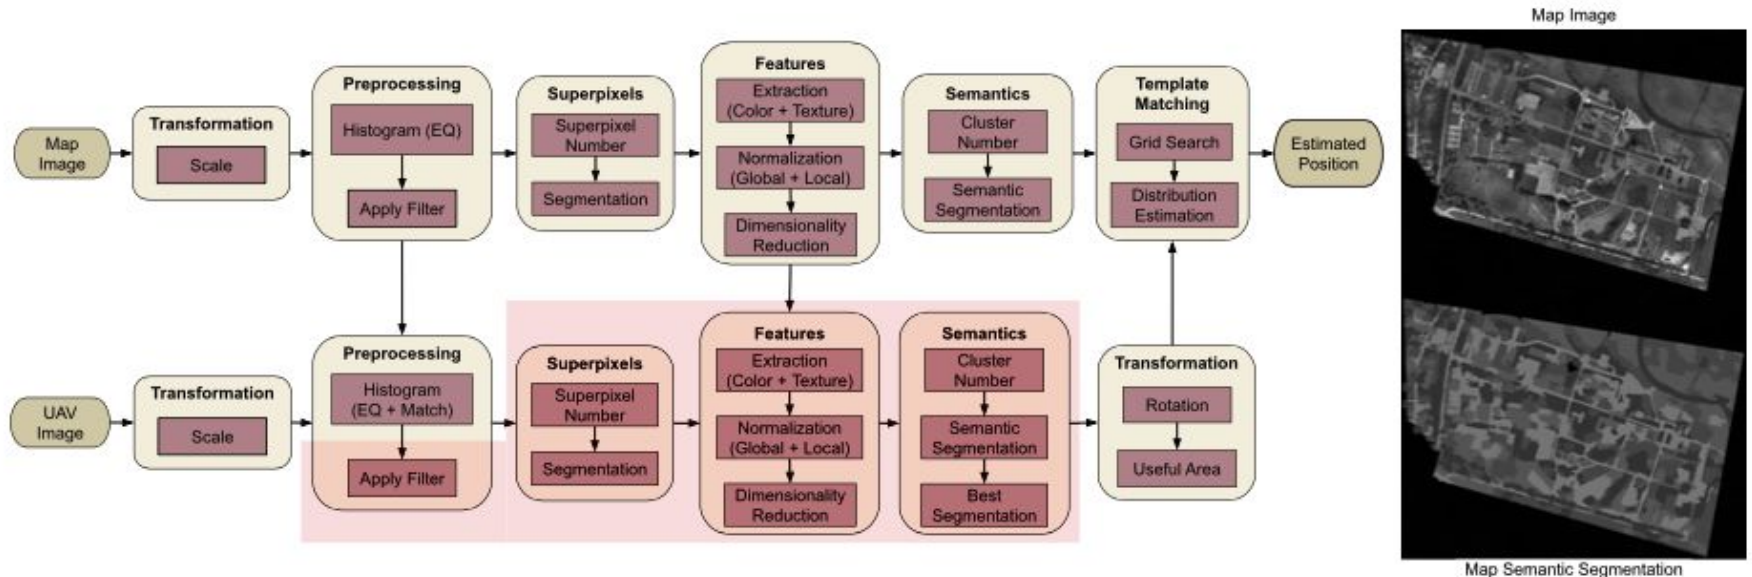 Map Image
Map
Image
Transformation
Scale
Preprocessing
Histogram (EQ)
Apply Filter
Superpixels
Superpixel
Number
Segmentation
Features
Extraction
(Color + Texture)
Normalization
(Global + Local)
Dimensionality
Reduction
Semantics
Cluster
Number
Semantic
Segmentation
Template
Matching
Grid Search
Distribution
Estimation
Estimated
Position
UAV
Image
Transformation
Scale
Preprocessing
Histogram
(EQ + Match)
Apply Filter
Superpixels
Superpixel
Number
Segmentation
Features
Extraction
(Color + Texture)
Normalization
(Global + Local)
Dimensionality
Reduction
Semantics
Cluster
Number
Semantic
Segmentation
Best
Segmentation
Transformation
Rotation
Useful Area
Map Semantic Segmentation